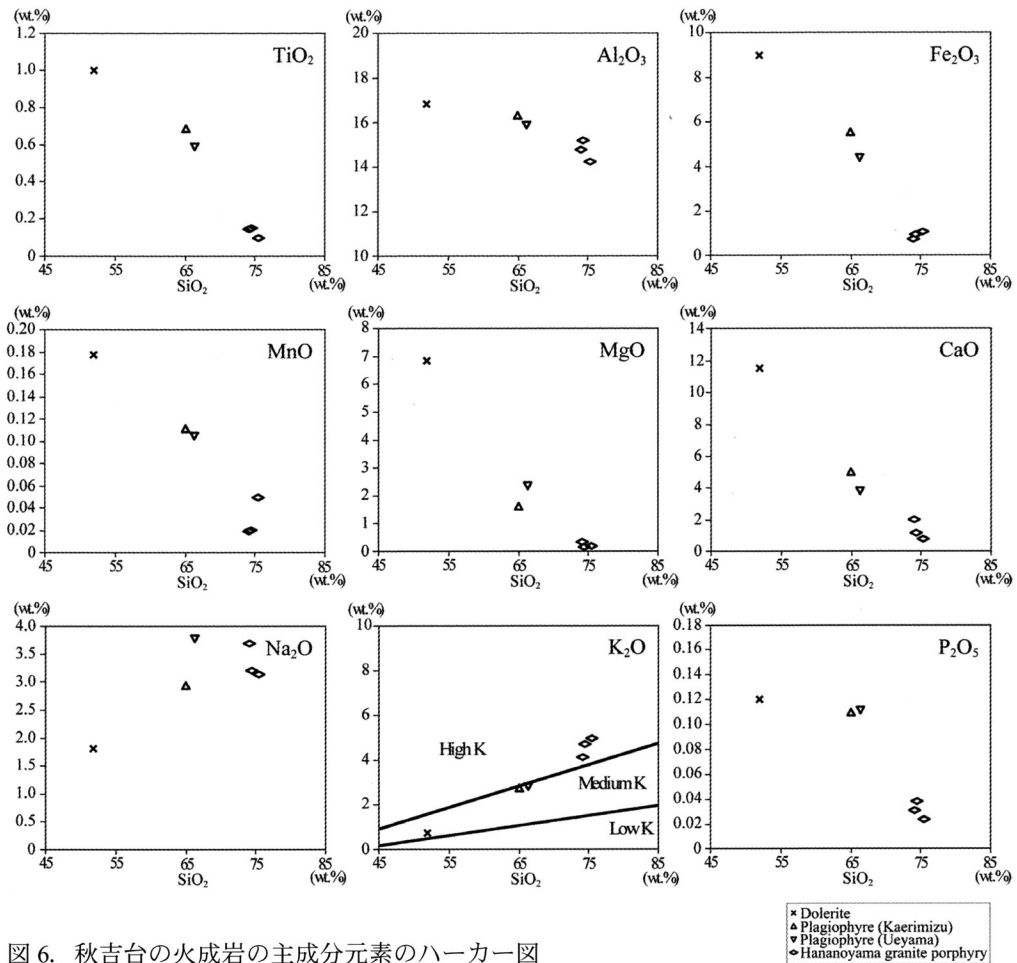 (wt.%) (wt.%) (wt.%)
1.2 TiO₂ 20 Al₂O₃ 10 Fe₂O₃
1.0 18 8
0.8 16 6
0.6 14 4
0.4 12 2
0.2 10 0
0
45 55 65 75 85 45 55 65 75 85 45 55 65 75 85
SiO₂ (wt.%) SiO₂ (wt.%) SiO₂ (wt.%)
(wt.%) (wt.%) (wt.%)
0.20 MnO 8 MgO 14 CaO
0.18 7 12
0.16 6 10
0.14 5 8
0.12 4 6
0.10 3 4
0.08 2 2
0.06 1 0
0.04 0
0.02
0
45 55 65 75 85 45 55 65 75 85 45 55 65 75 85
SiO₂ (wt.%) SiO₂ (wt.%) SiO₂ (wt.%)
(wt.%) (wt.%) (wt.%)
4.0 Na₂O 10 K₂O 0.18 P₂O₅
3.5 8 0.16
3.0 6 0.14
2.5 4 0.12
2.0 2 0.10
1.5 0 0.08
1.0 High K 0.06
0.5 Medium K 0.04
0 Low K 0.02
0
45 55 65 75 85 45 55 65 75 85 45 55 65 75 85
SiO₂ (wt.%) SiO₂ (wt.%) SiO₂ (wt.%)
Dolerite
Plagiophyre (Kaerimizu)
Plagiophyre (Ueyama)
Hananoyama granite porphyry
図 6. 秋吉台の火成岩の主成分元素のハーカー図